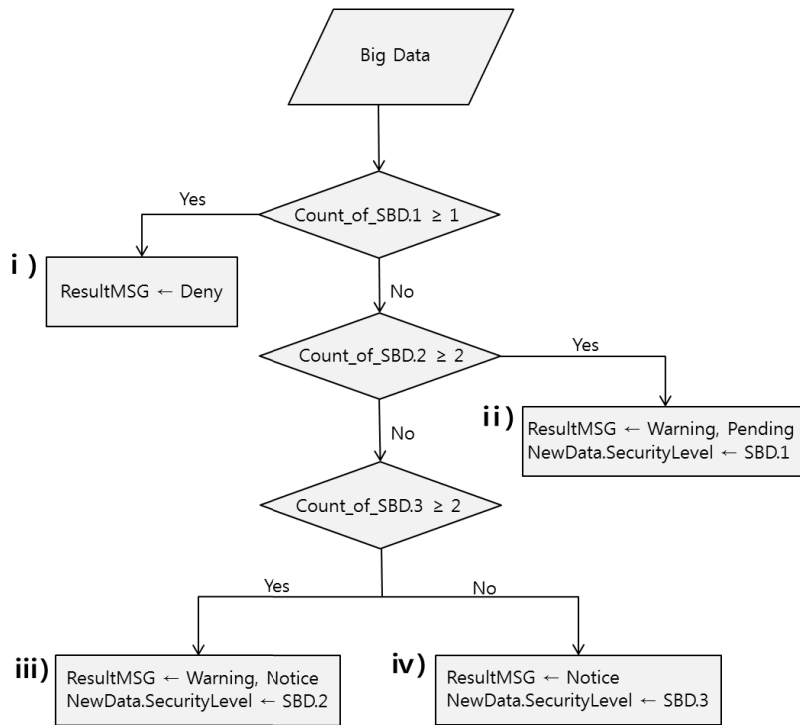 Big Data
Count_of_SBD.1 ≥ 1
Yes
i )
ResultMSG ← Deny
No
Count_of_SBD.2 ≥ 2
Yes
ii)
ResultMSG ← Warning, Pending
NewData.SecurityLevel ← SBD.1
No
Count_of_SBD.3 ≥ 2
Yes
No
iii)
ResultMSG ← Warning, Notice
NewData.SecurityLevel ← SBD.2
iv)
ResultMSG ← Notice
NewData.SecurityLevel ← SBD.3